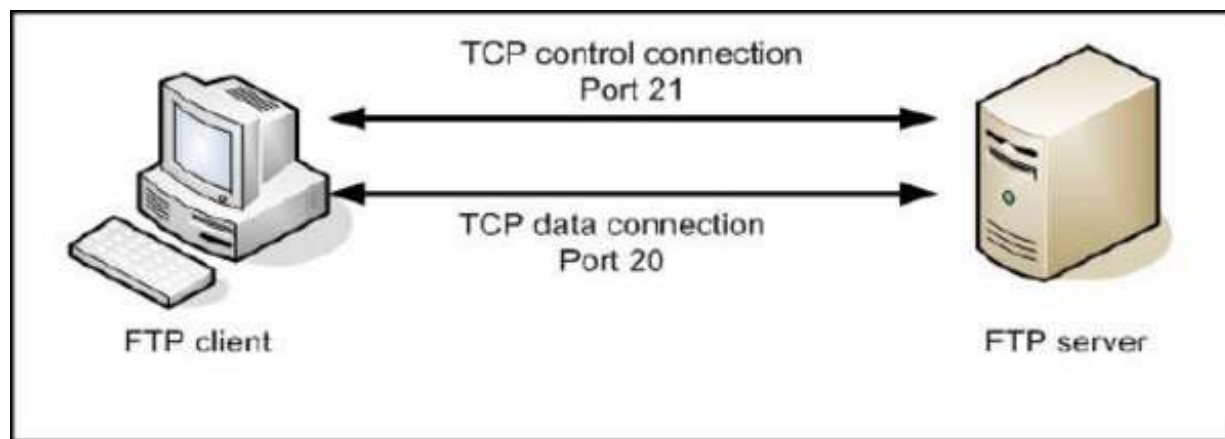 TCP control connection
Port 21
TCP data connection
Port 20
FTP client
FTP server